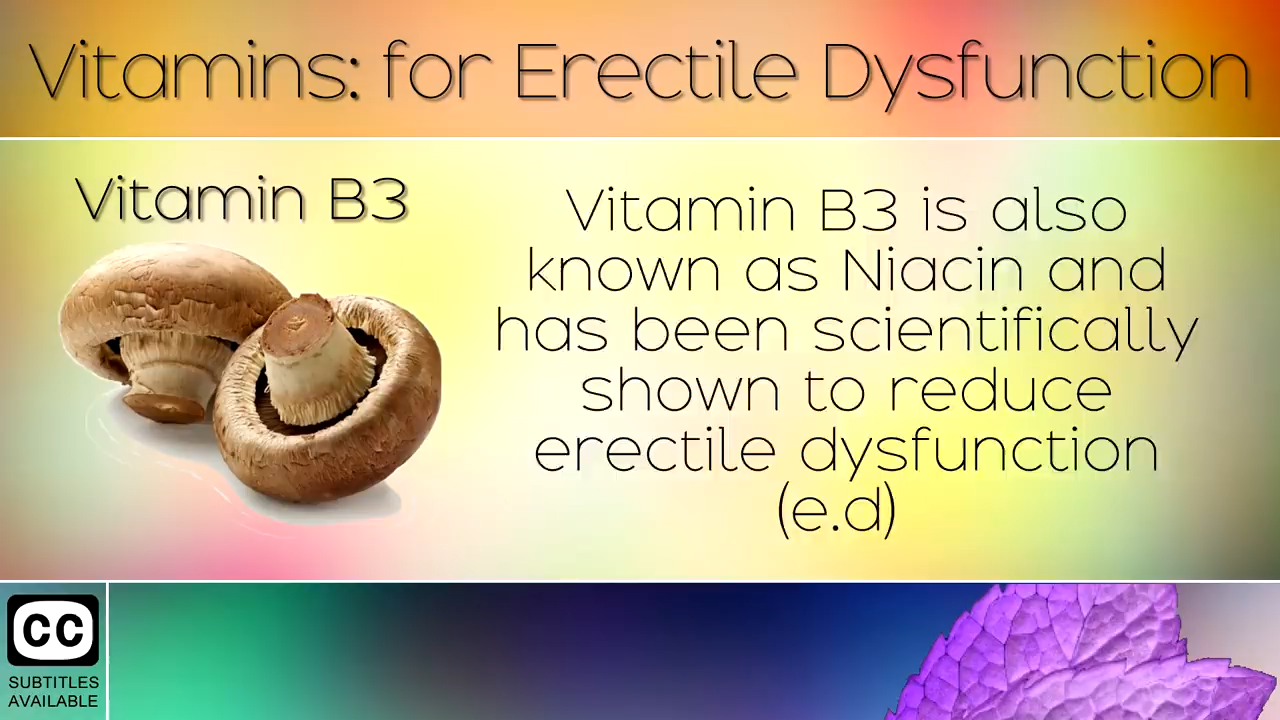 Vitamins: for Erectile Dysfunction
Vitamin B3
Vitamin B3 is also
known as Niacin and
has been scientifically
shown to reduce
erectile dysfunction
(e.d)
CC
SUBTITLES
AVAILABLE